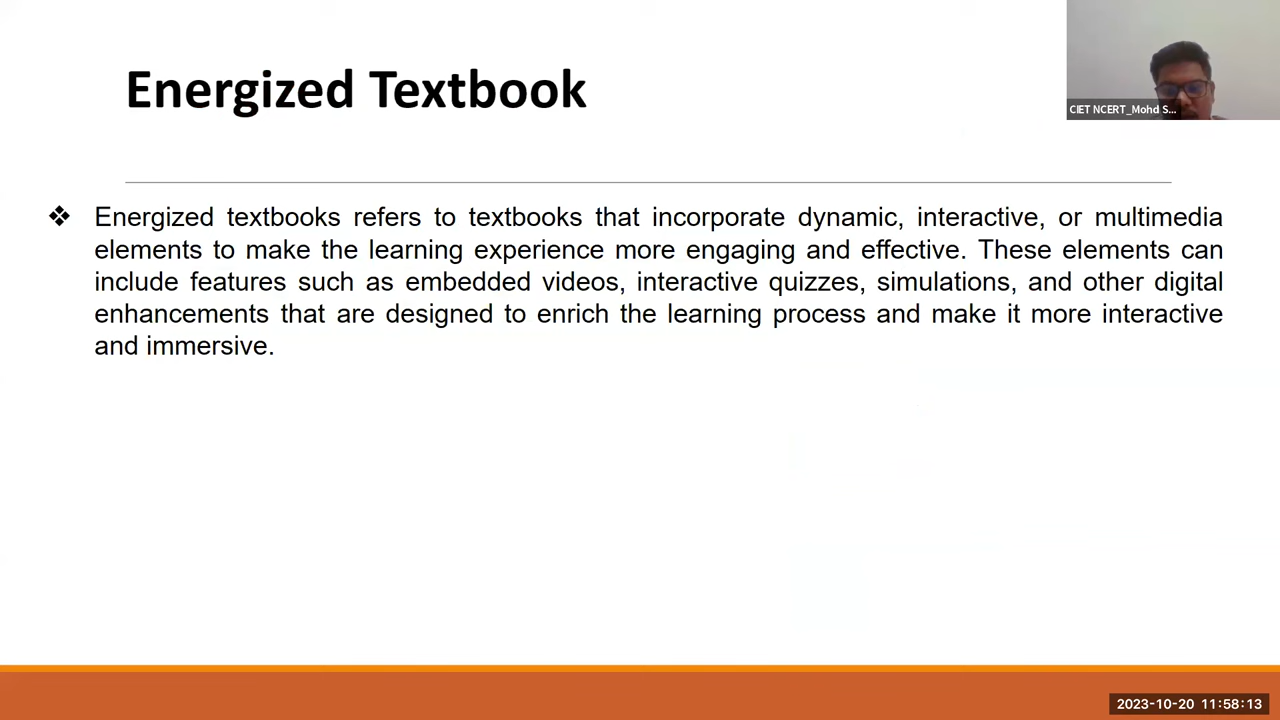 Energized Textbook
CIET NCERT_Mohd S...
Energized textbooks refers to textbooks that incorporate dynamic, interactive, or multimedia
elements to make the learning experience more engaging and effective. These elements can
include features such as embedded videos, interactive quizzes, simulations, and other digital
enhancements that are designed to enrich the learning process and make it more interactive
and immersive.
2023-10-20 11:58:13